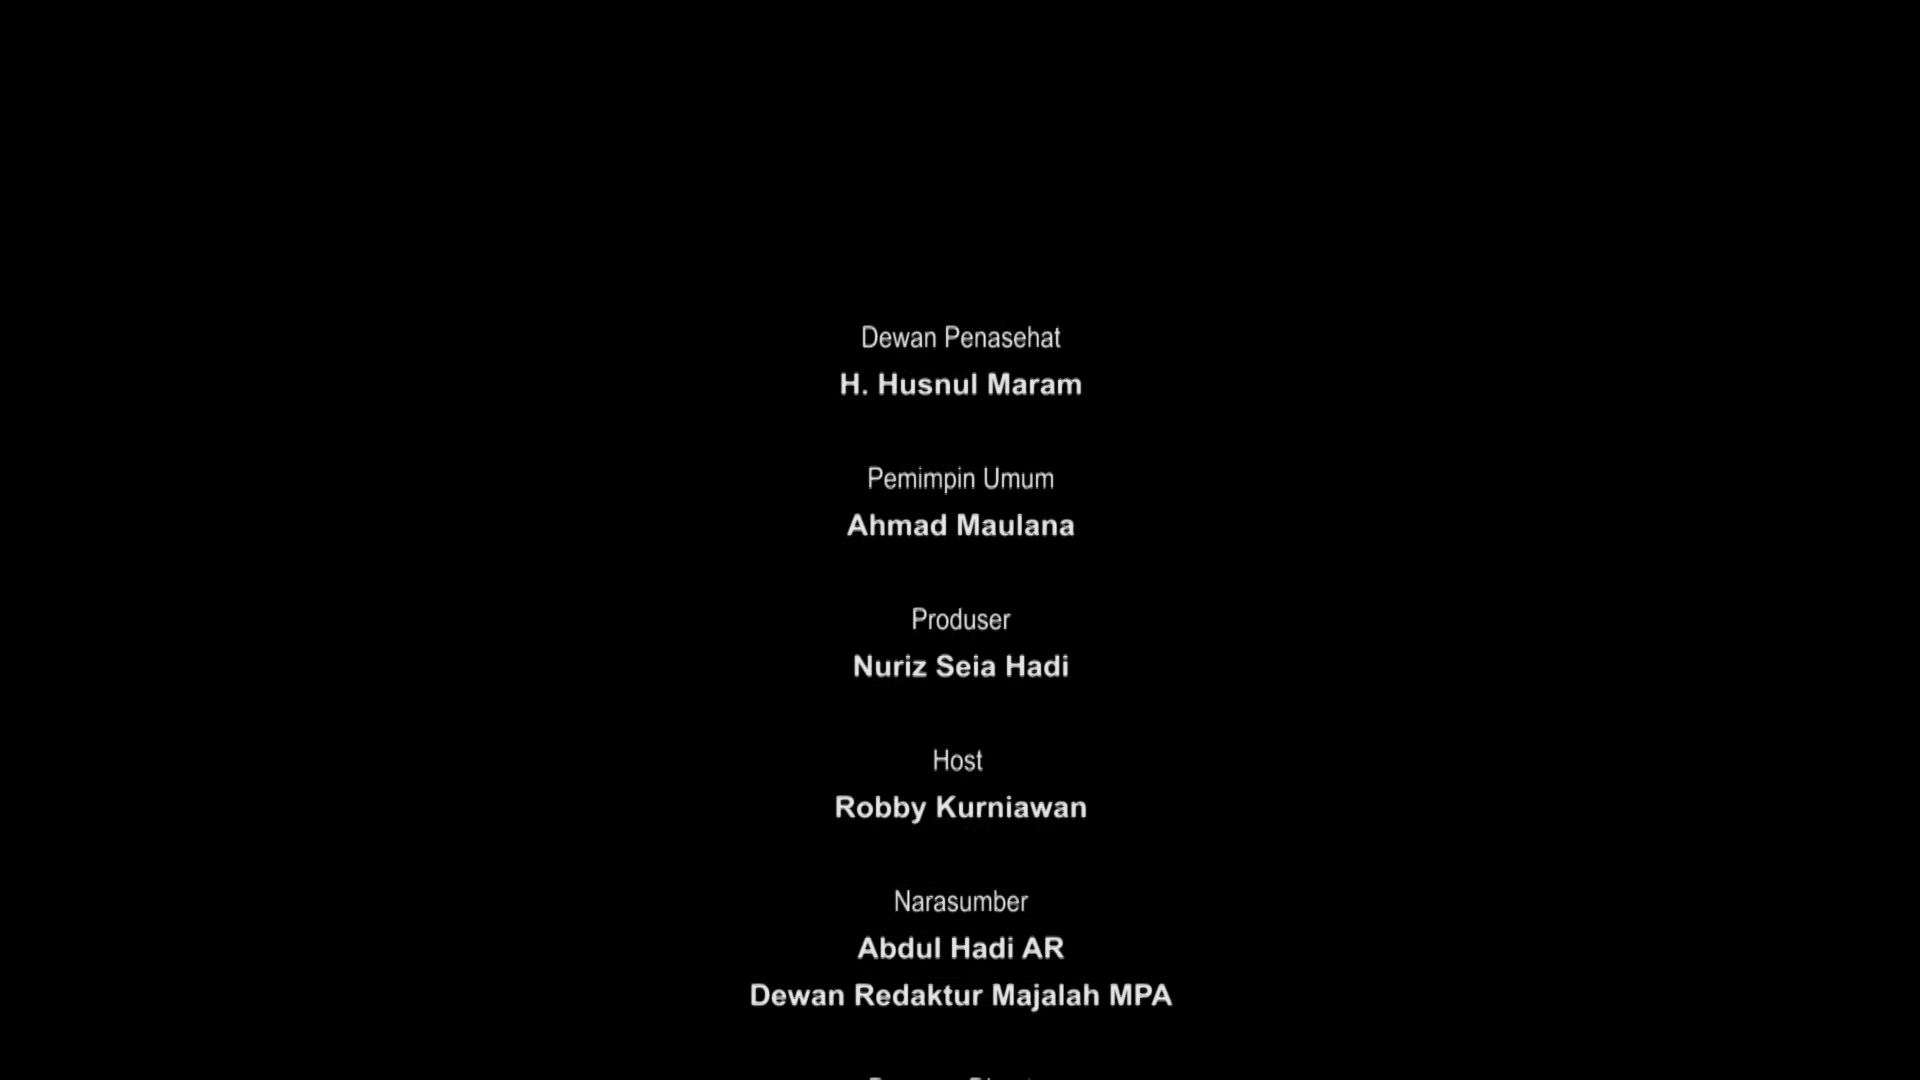 Dewan Penasehat
H. Husnul Maram
Pemimpin Umum
Ahmad Maulana
Produser
Nuriz Seia Hadi
Host
Robby Kurniawan
Narasumber
Abdul Hadi AR
Dewan Redaktur Majalah MPA